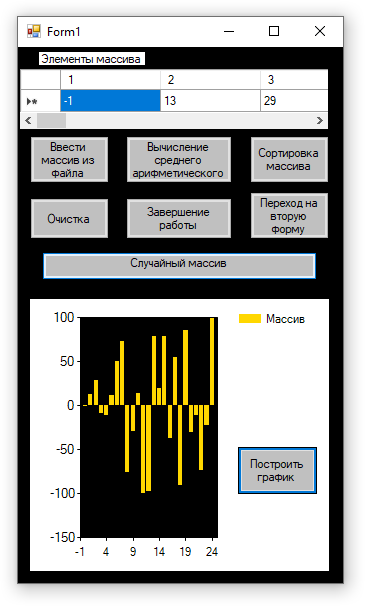 Form1
Элементы массива
1 2 3
-1 13 29
Ввести
массив из
файла
Вычисление
среднего
арифметического
Сортировка
массива
Очистка
Завершение
работы
Переход на
вторую
форму
Случайный массив
100
50
0
-50
-100
-150
-1 4 9 14 19 24
Массив
Построить
график